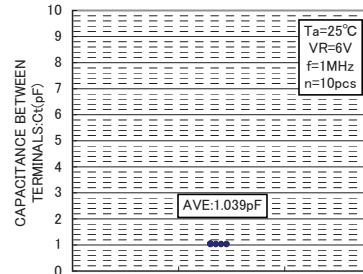 CAPACITANCE BETWEEN
TERMINALS:Ct(pF)
10
9
8
7
6
5
4
3
2
1
0
Ta=25℃
VR=6V
f=1MHz
n=10pcs
AVE:1.039pF